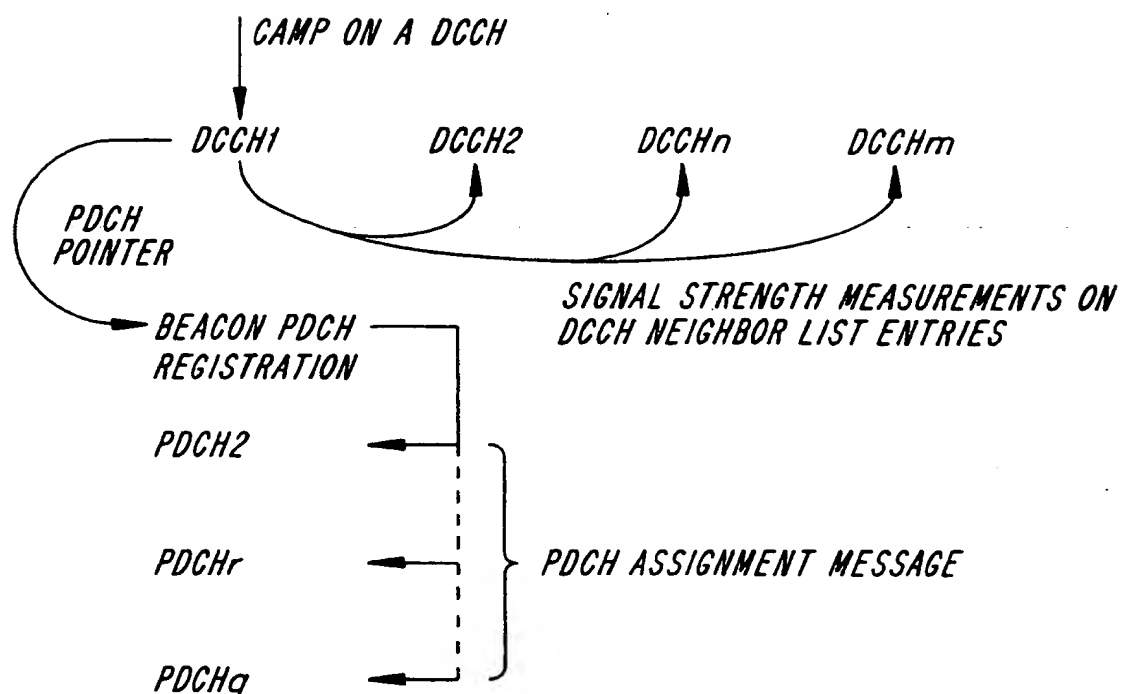 CAMP ON A DCCH
DCCH1 DCCH2 DCCHn DCCHm
PDCH
POINTER
SIGNAL STRENGTH MEASUREMENTS ON
DCCH NEIGHBOR LIST ENTRIES
BEACON PDCH
REGISTRATION
PDCH2
PDCHr
PDCH ASSIGNMENT MESSAGE
PDCHq